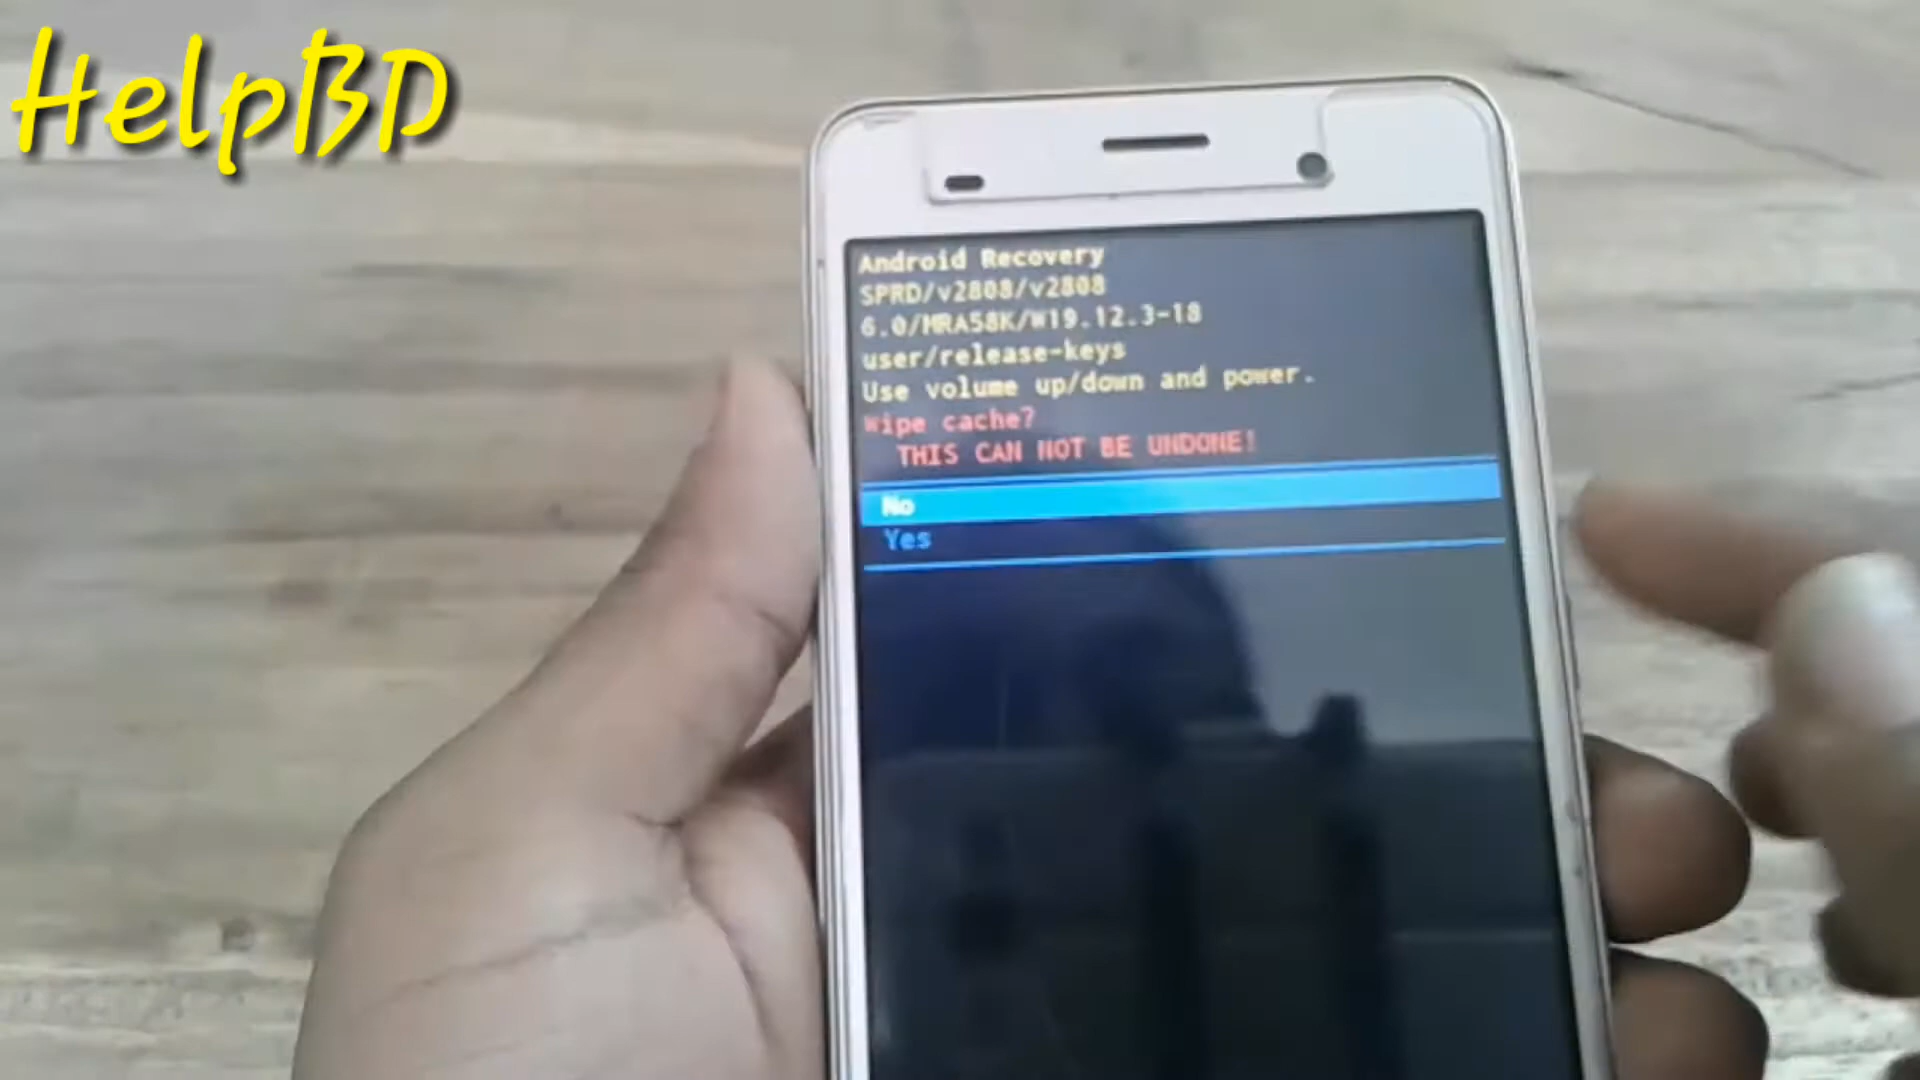 HelpBD
Android Recovery
SPRD/v2808/v2808
6.0/MRA58K/W19.12.3-18
user/release-keys
Use volume up/down and power.
Wipe cache?
THIS CAN NOT BE UNDONE!
No
Yes